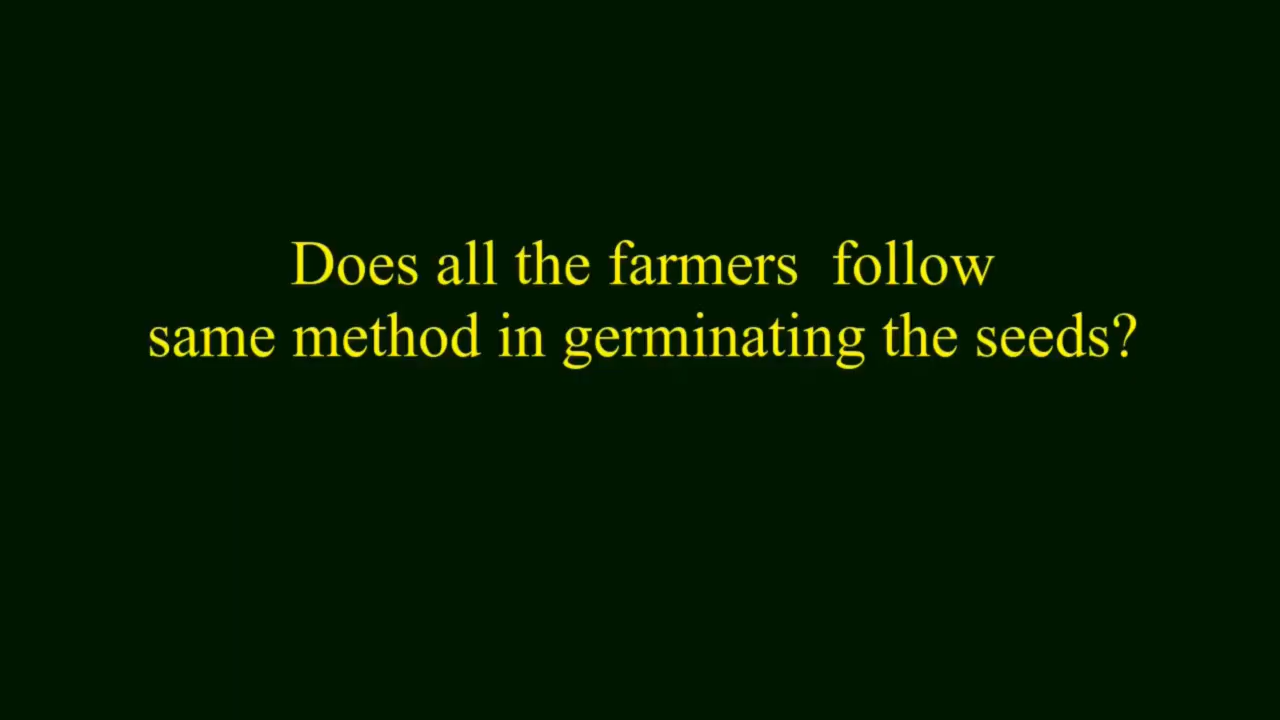 Does all the farmers  follow
same method in germinating the seeds?